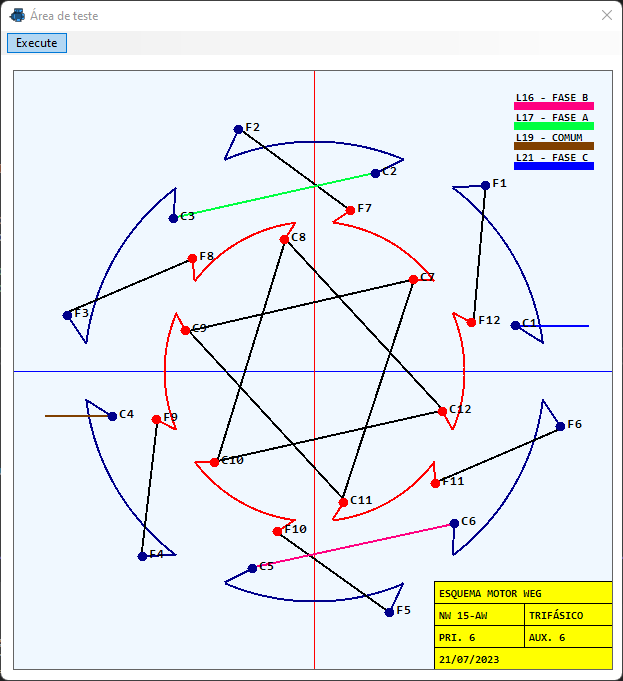 Área de teste
Execute
L16 - FASE B
L17 - FASE A
L19 - COMUM
L21 - FASE C
F2
C2
F1
C3
F7
C8
F8
C7
F3
C9
F12
C1
C4
F9
C12
F6
C10
F11
C11
F10
C6
F4
C5
F5
ESQUEMA MOTOR WEG
NW 15-AW TRIFÁSICO
PRI. 6 AUX. 6
21/07/2023